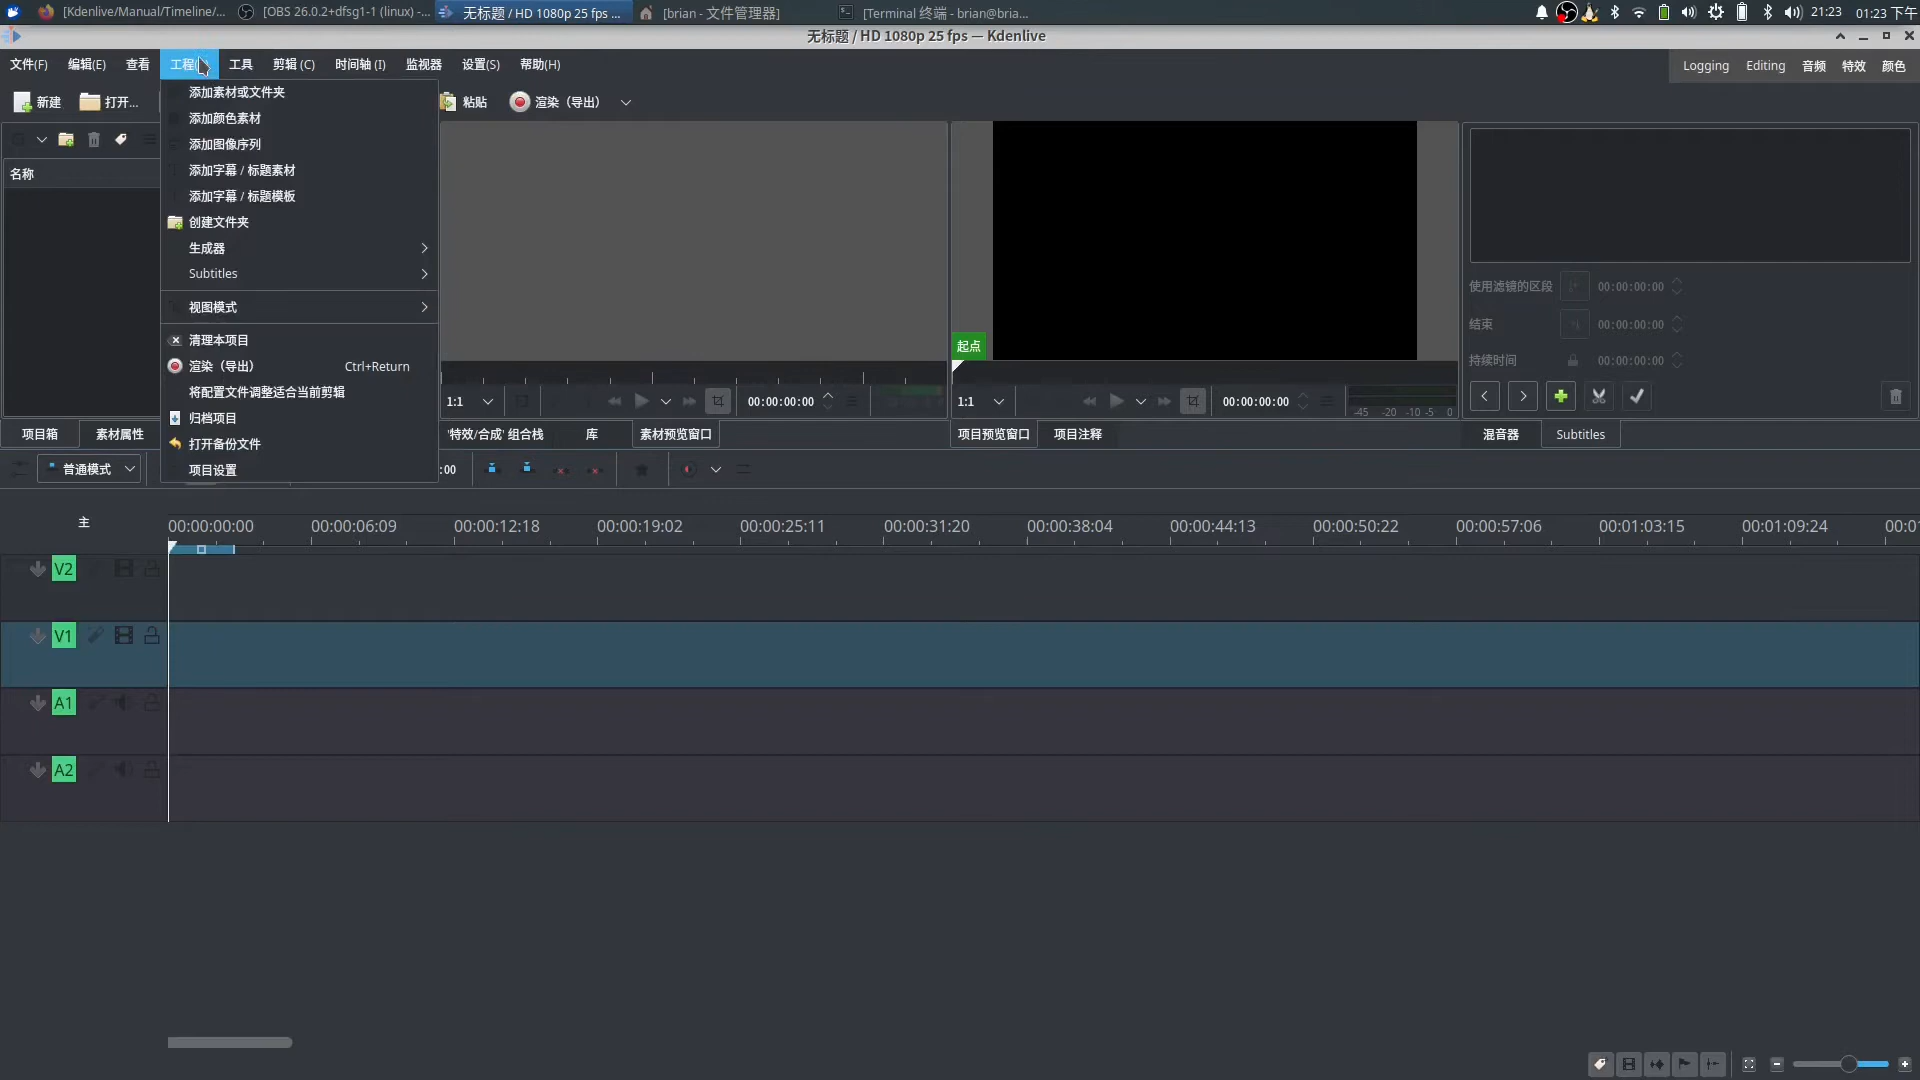 [Kdenlive/Manual/Timeline/...
[OBS 26.0.2+dfsg1-1 (linux) -...
无标题 / HD 1080p 25 fps ...
[brian - 文件管理器]
[Terminal 终端 - brian@bria...
21:23
01:23 下午
无标题 / HD 1080p 25 fps — Kdenlive
文件(F)
编辑(E)
查看
工程(
工具
剪辑 (C)
时间轴 (I)
监视器
设置(S)
帮助(H)
Logging
Editing
音频
特效
颜色
新建
打开...
粘贴
渲染（导出）
名称
添加素材或文件夹
添加颜色素材
添加图像序列
添加字幕 / 标题素材
添加字幕 / 标题模板
创建文件夹
生成器
Subtitles
视图模式
清理本项目
渲染（导出） Ctrl+Return
将配置文件调整适合当前剪辑
归档项目
打开备份文件
项目设置
起点
使用滤镜的区段
00:00:00:00
结束
00:00:00:00
持续时间
00:00:00:00
1:1
00:00:00:00
1:1
00:00:00:00
-45 -20 -10 -5 0
项目箱
素材属性
'特效/合成' 组合栈
库
素材预览窗口
项目预览窗口
项目注释
混音器
Subtitles
普通模式
:00
主
00:00:00:00 00:00:06:09 00:00:12:18 00:00:19:02 00:00:25:11 00:00:31:20 00:00:38:04 00:00:44:13 00:00:50:22 00:00:57:06 00:01:03:15 00:01:09:24 00:01
V2
V1
A1
A2